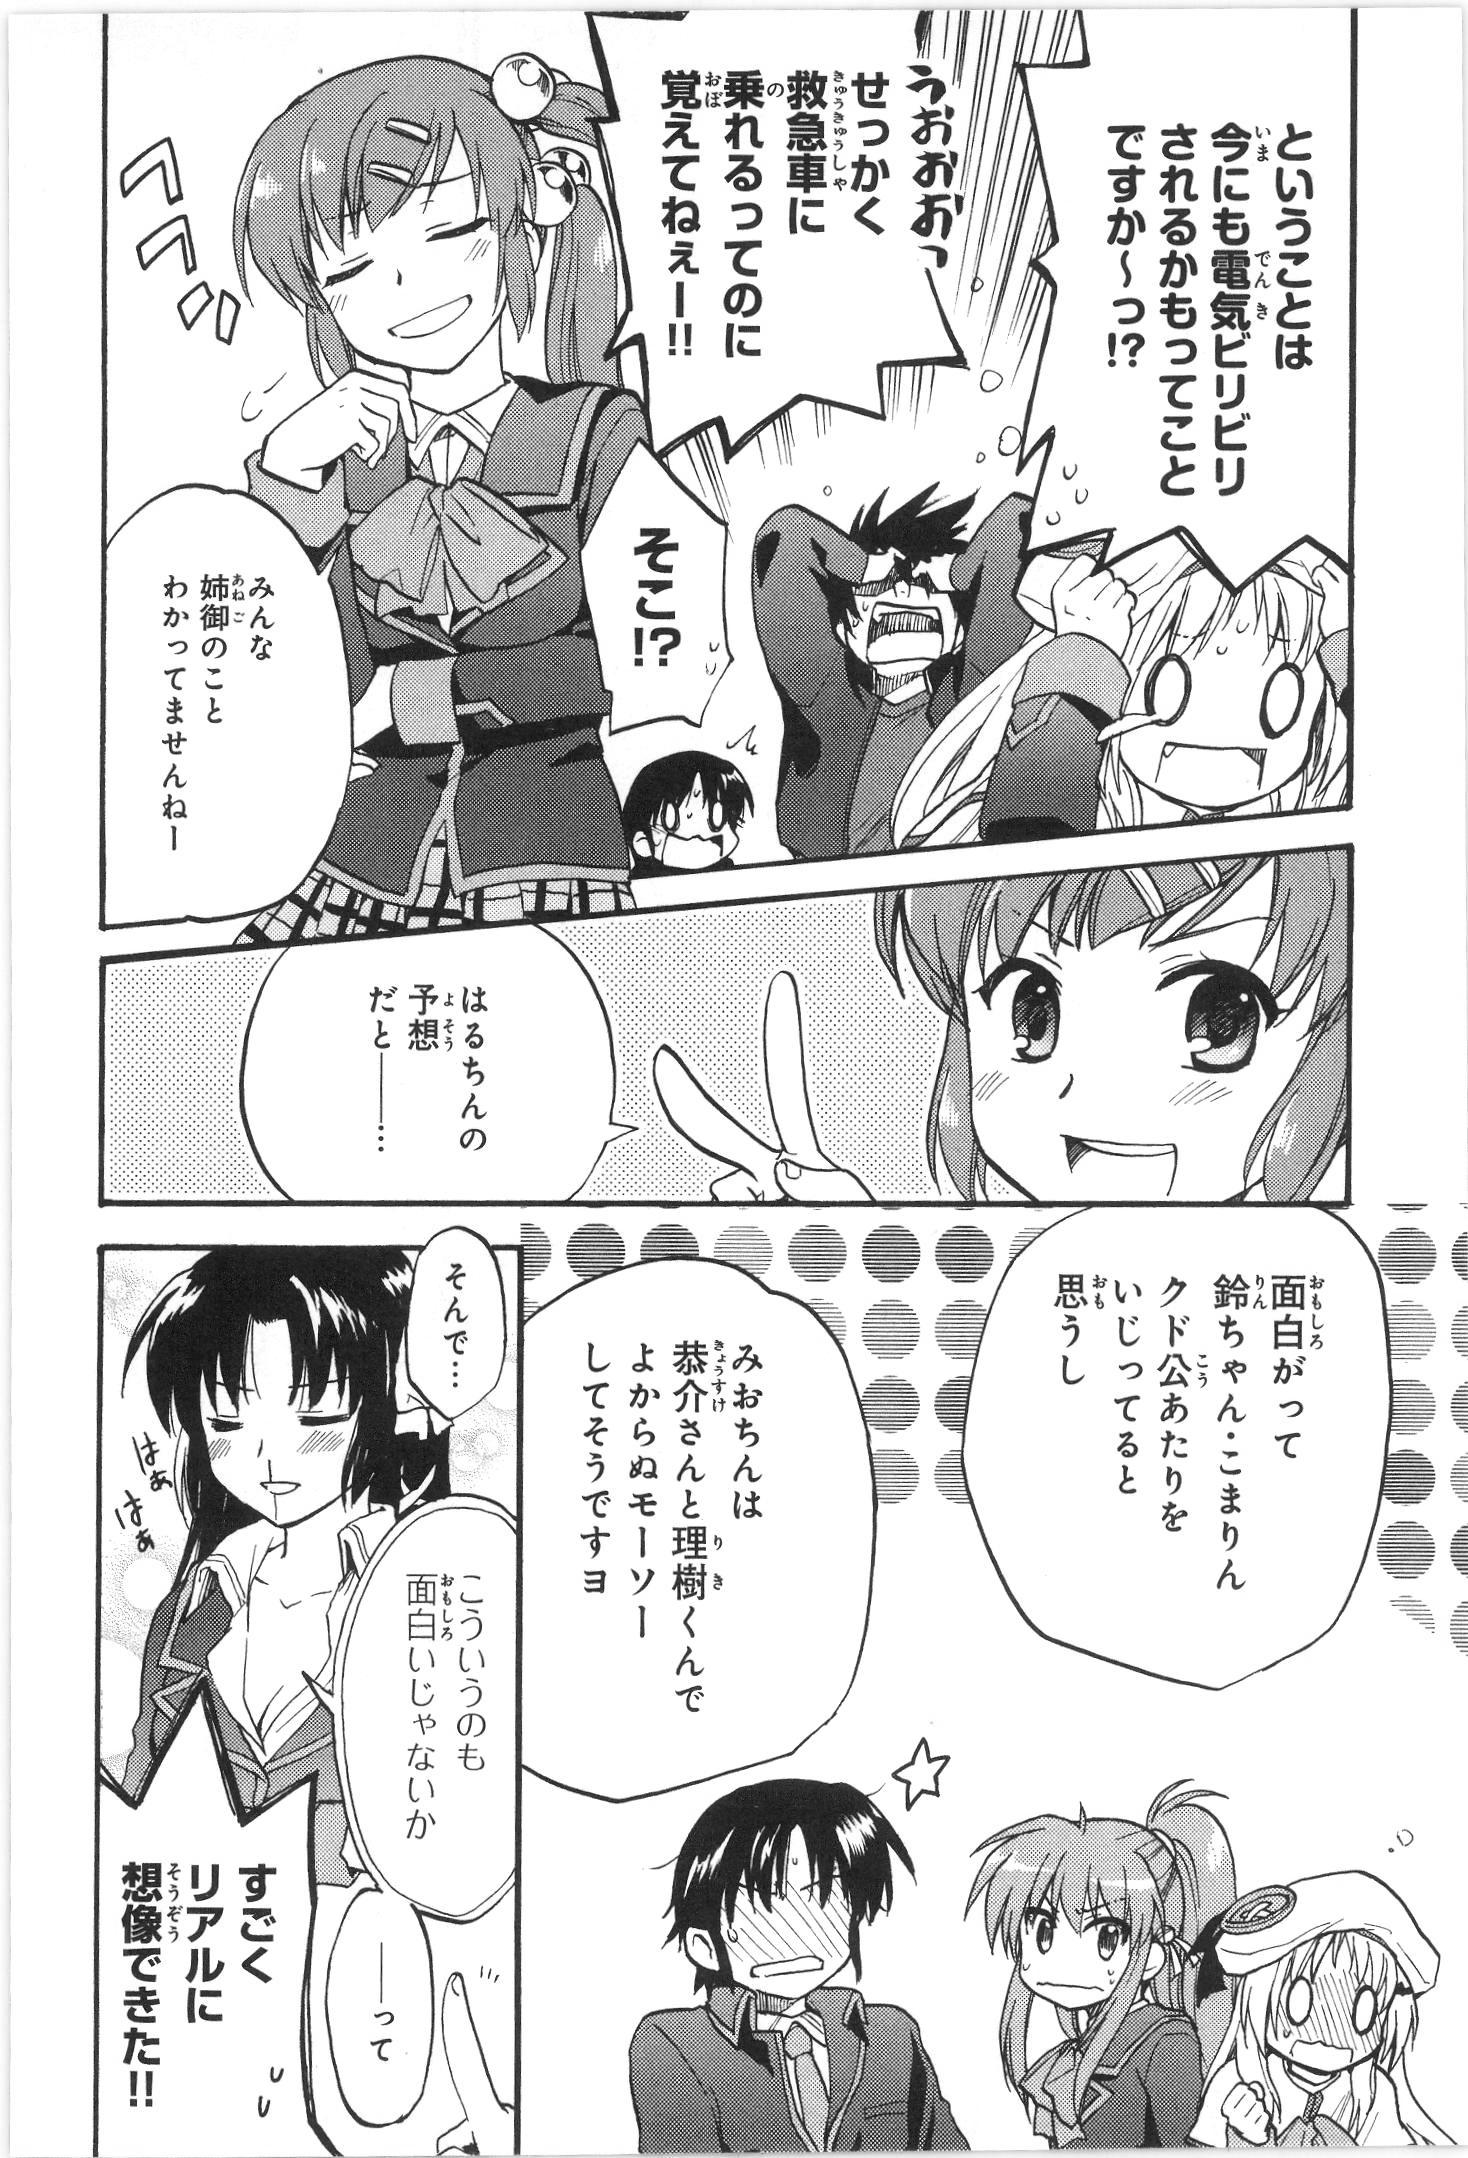 ということは
今にも電気ビリビリ
されるかもってこと
ですか〜っ!?
うおおおおっ
せっかく
救急車に
乗れるってのに
覚えてねぇー!!
そこ!?
クスクス
みんな
姉御のこと
わかってませんねー
はるちんの
予想
だと――…
面白がって
鈴ちゃん・こまりん
クド公あたりを
いじってると
思うし
みおちんは
恭介さんと理樹くんで
よからぬモーソー
してそうですヨ
そんで…
はぁ
はぁ
こういうのも
面白いじゃないか
――って
すごく
リアルに
想像できた!!